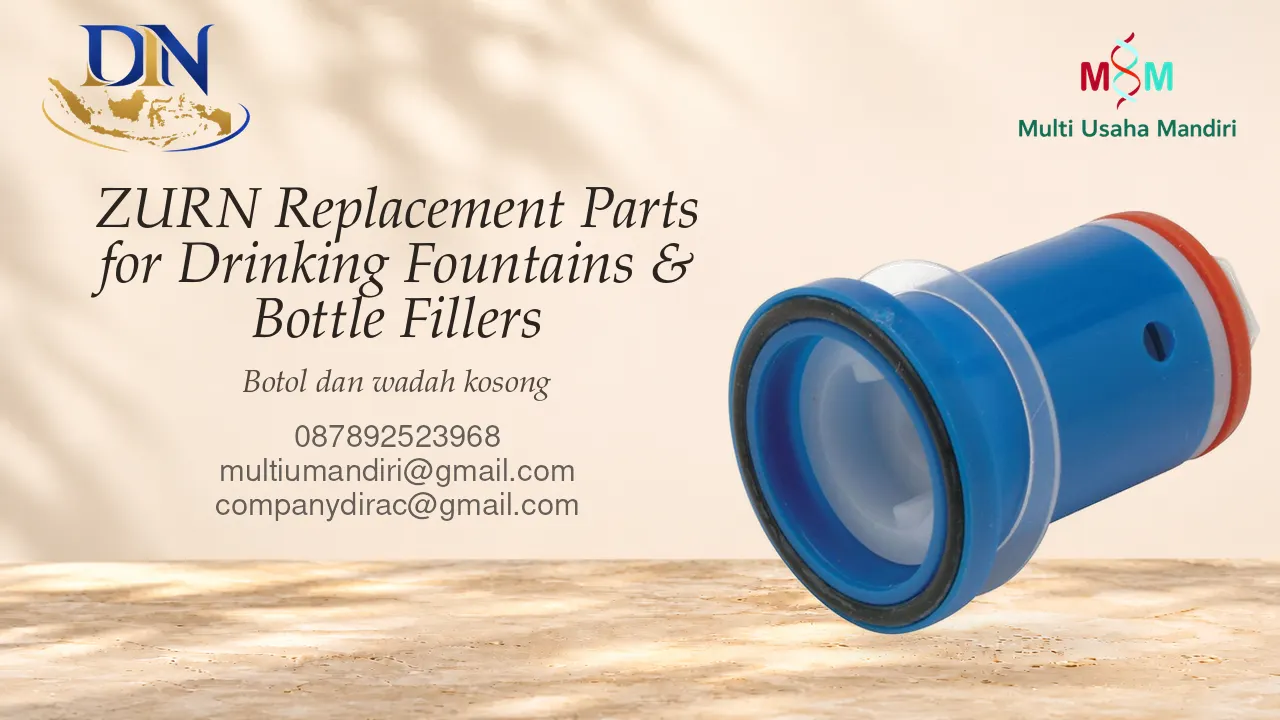 DN
M M
Multi Usaha Mandiri
ZURN Replacement Parts
for Drinking Fountains &
Bottle Fillers
Botol dan wadah kosong
087892523968
multiumandiri@gmail.com
companydirac@gmail.com